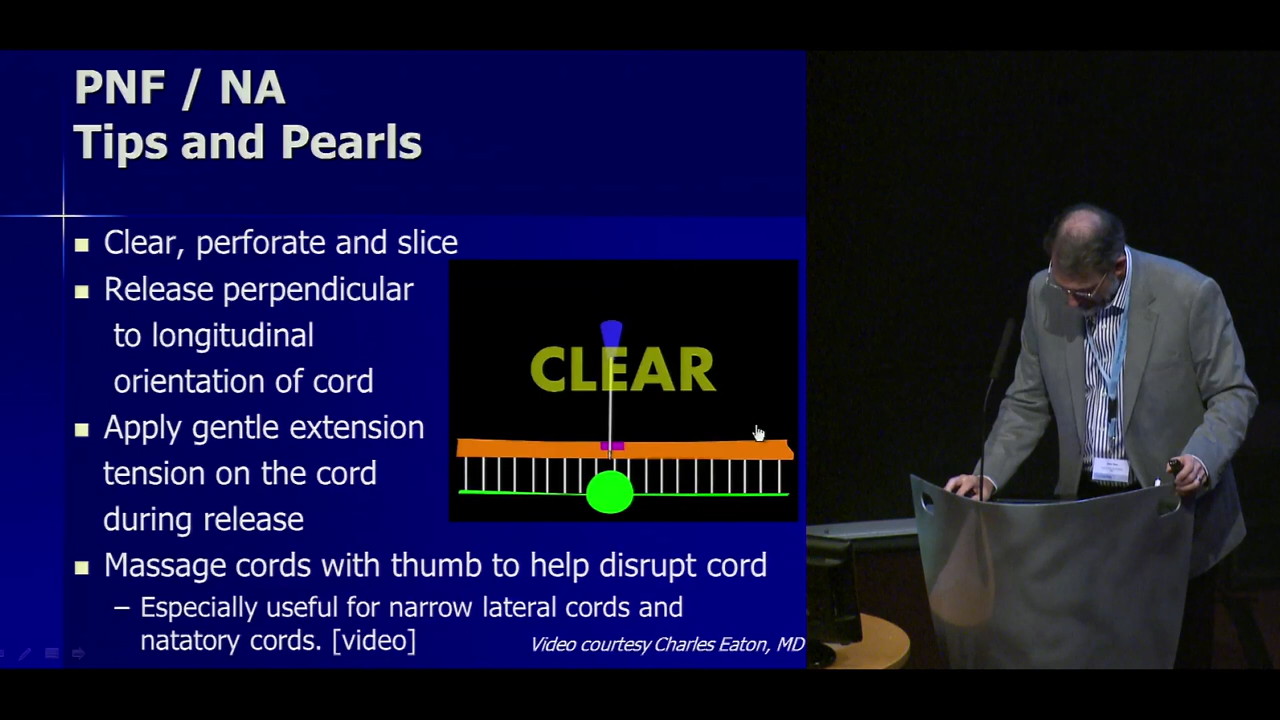 PNF / NA
Tips and Pearls
Clear, perforate and slice
Release perpendicular
to longitudinal
orientation of cord
Apply gentle extension
tension on the cord
during release
Massage cords with thumb to help disrupt cord
– Especially useful for narrow lateral cords and
natatory cords. [video]
CLEAR
Video courtesy Charles Eaton, MD